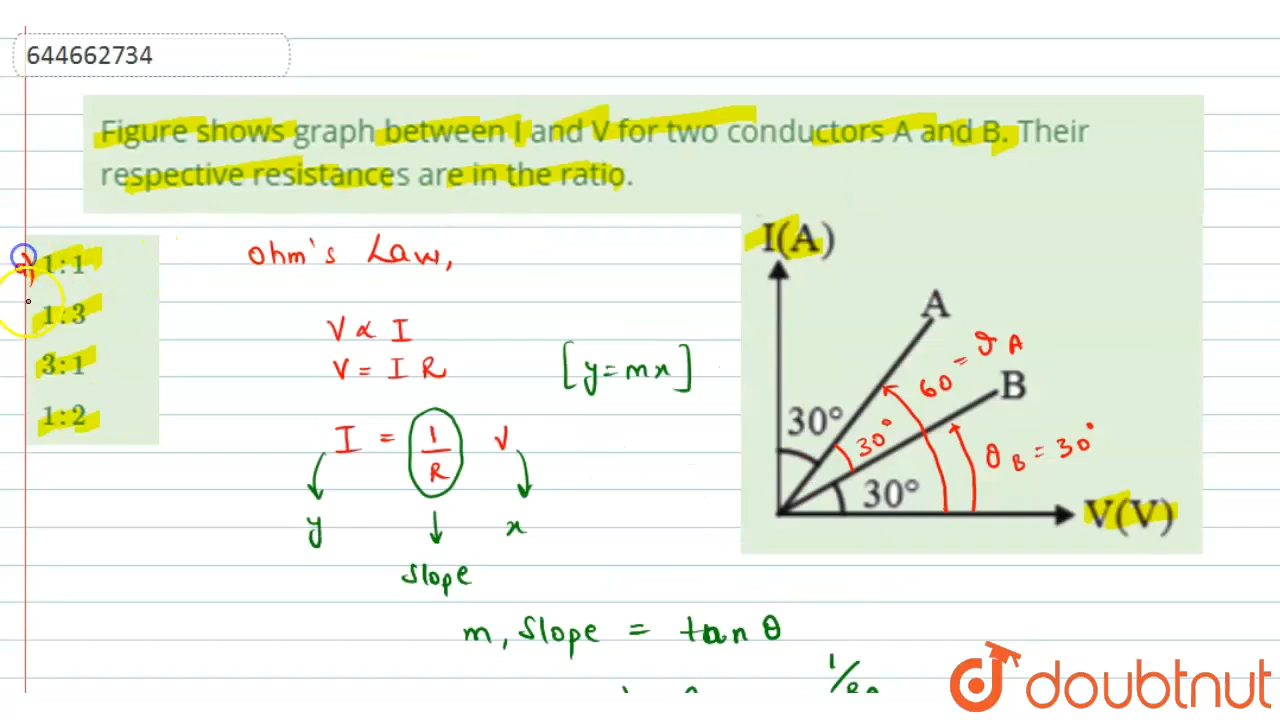 644662734
Figure shows graph between I and V for two conductors A and B. Their
respective resistances are in the ratio.
1:1
1:3
3:1
1:2
Ohm's Law,
V ∝ I
V = I R
[y=mx]
I = 1/R V
y
x
Slope
m, Slope = tan θ
I(A)
A
B
V(V)
30°
30°
30°
60 = θA
θB = 30°
doubtnut